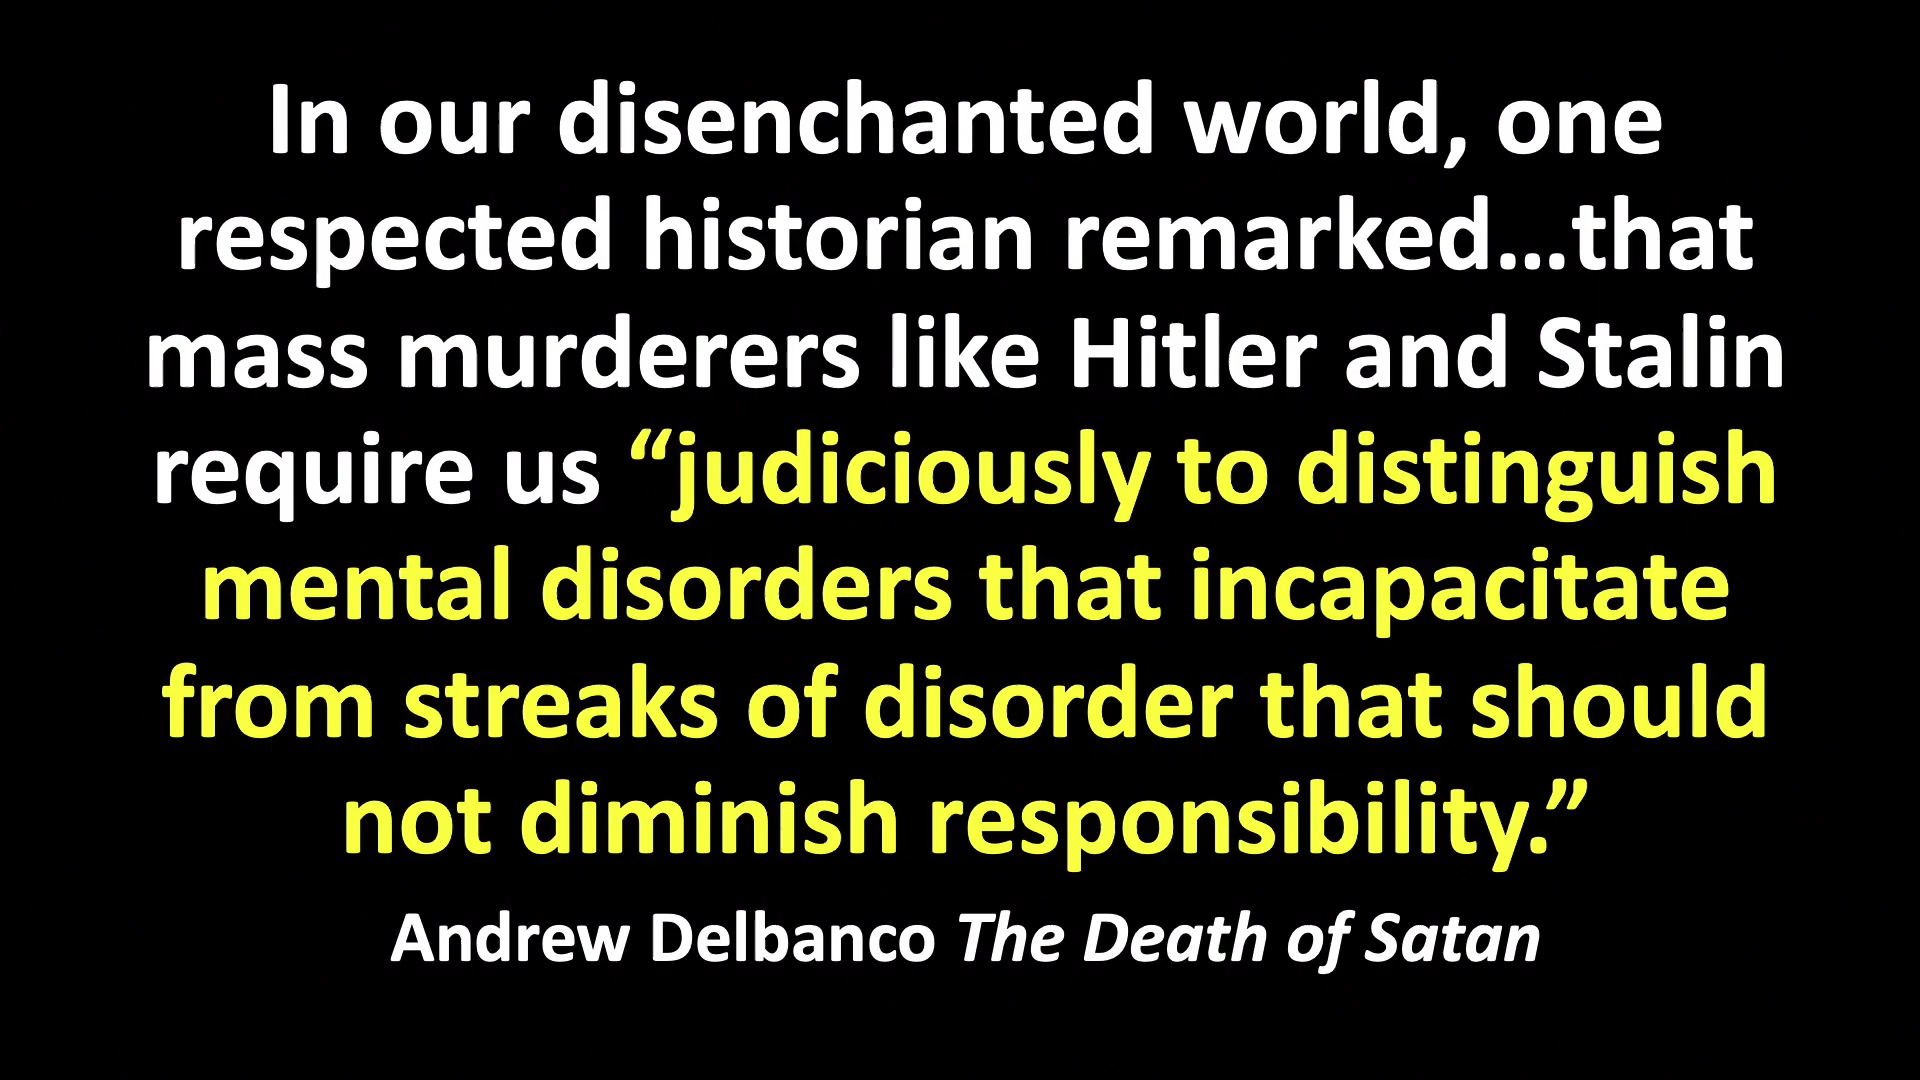 In our disenchanted world, one
respected historian remarked...that
mass murderers like Hitler and Stalin
require us “judiciously to distinguish
mental disorders that incapacitate
from streaks of disorder that should
not diminish responsibility.”
Andrew Delbanco The Death of Satan